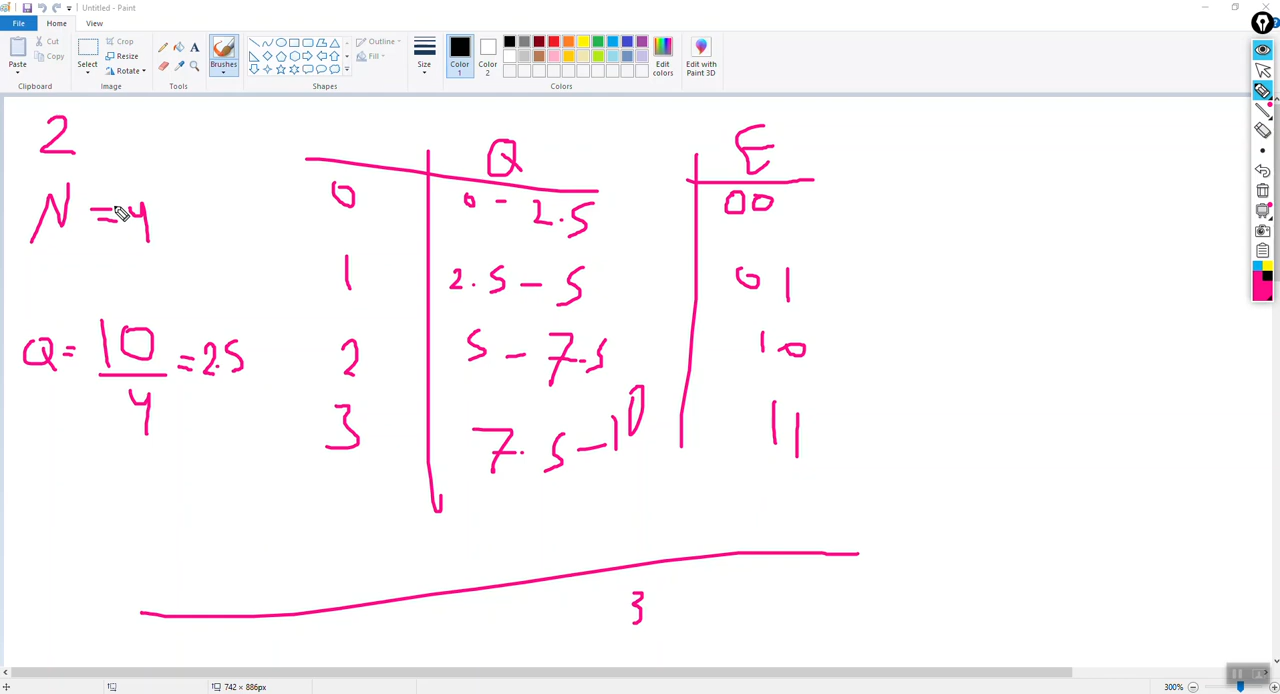 Untitled - Paint
File Home View
Cut
Copy
Paste
Clipboard
Crop
Resize
Rotate
Select
Image
A
Tools
Brushes
Outline
Fill
Shapes
Size
Color 1
Color 2
Edit colors
Colors
Edit with Paint 3D
2
N = 4
Q = 10/4 = 2.5
Q E
0 0 - 2.5 00
1 2.5 - 5 01
2 5 - 7.5 10
3 7.5 - 10 11
3
742 × 886px
300%